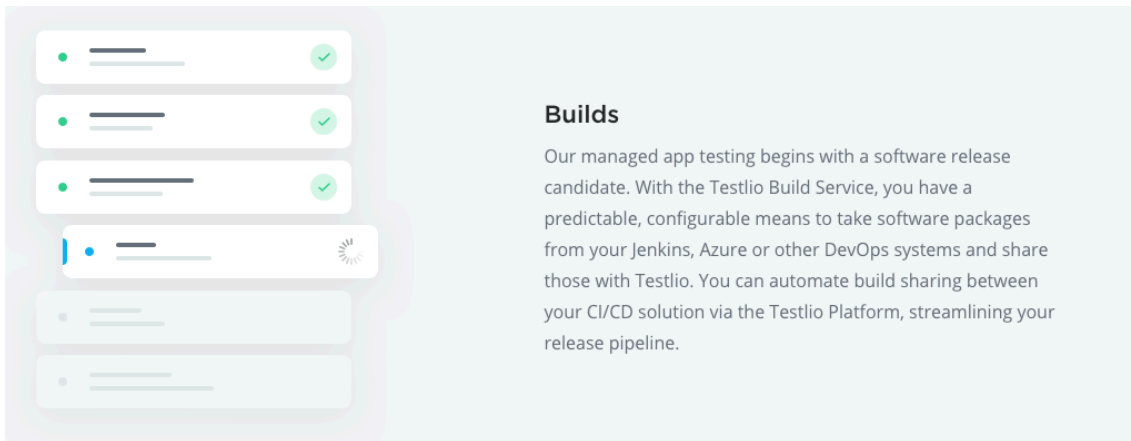 Builds
Our managed app testing begins with a software release
candidate. With the Testlio Build Service, you have a
predictable, configurable means to take software packages
from your Jenkins, Azure or other DevOps systems and share
those with Testlio. You can automate build sharing between
your CI/CD solution via the Testlio Platform, streamlining your
release pipeline.